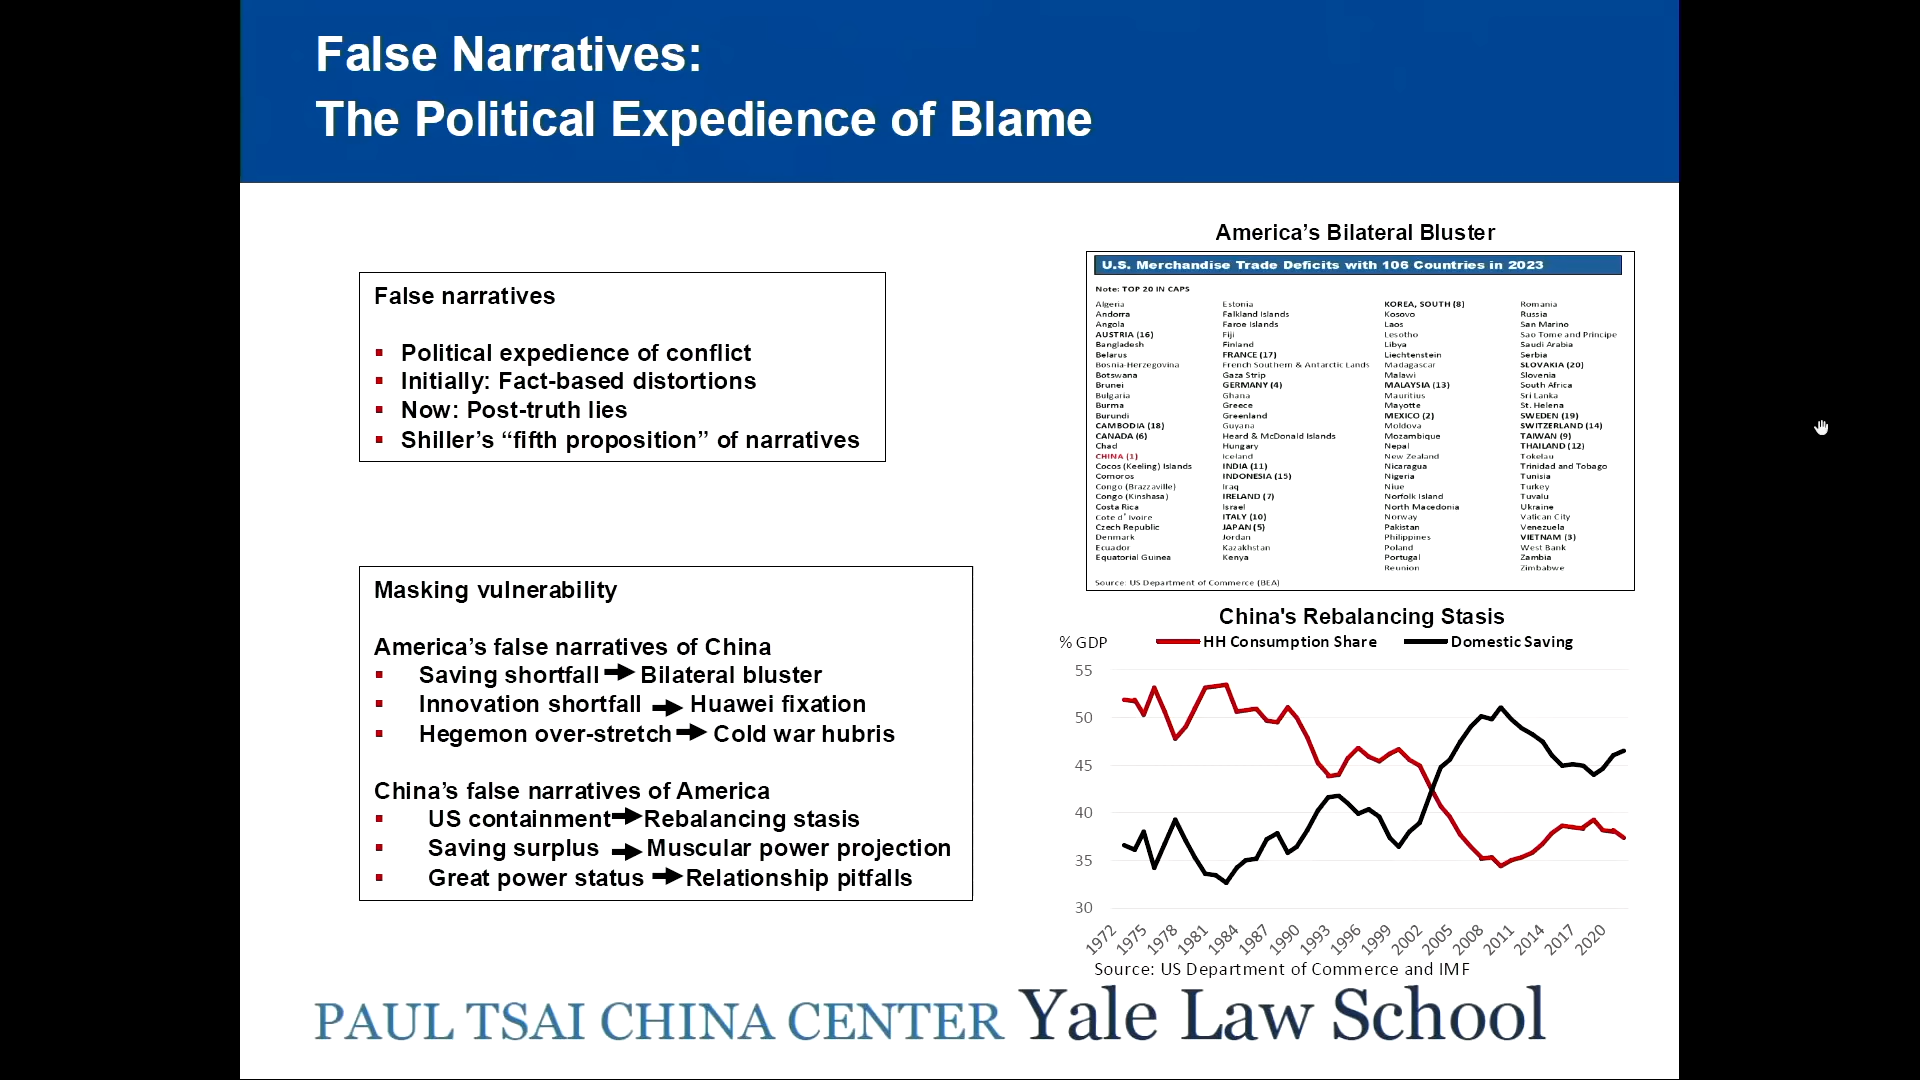 False Narratives:
The Political Expedience of Blame
False narratives
▪ Political expedience of conflict
▪ Initially: Fact-based distortions
▪ Now: Post-truth lies
▪ Shiller’s “fifth proposition” of narratives
Masking vulnerability
America’s false narratives of China
▪ Saving shortfall → Bilateral bluster
▪ Innovation shortfall → Huawei fixation
▪ Hegemon over-stretch → Cold war hubris
China’s false narratives of America
▪ US containment → Rebalancing stasis
▪ Saving surplus → Muscular power projection
▪ Great power status → Relationship pitfalls
America’s Bilateral Bluster
U.S. Merchandise Trade Deficits with 106 Countries in 2023
Note: TOP 20 IN CAPS
Algeria
Andorra
Angola
AUSTRIA (16)
Bangladesh
Belarus
Bosnia-Herzegovina
Botswana
Brunei
Bulgaria
Burma
Burundi
CAMBODIA (18)
CANADA (6)
Chad
CHINA (1)
Cocos (Keeling) Islands
Comoros
Congo (Brazzaville)
Congo (Kinshasa)
Costa Rica
Cote d'Ivoire
Czech Republic
Denmark
Ecuador
Equatorial Guinea
Estonia
Falkland Islands
Faroe Islands
Fiji
Finland
FRANCE (17)
French Southern & Antarctic Lands
Gaza Strip
GERMANY (4)
Ghana
Greece
Greenland
Guyana
Heard & McDonald Islands
Hungary
Iceland
INDIA (11)
INDONESIA (15)
Iraq
IRELAND (7)
Israel
ITALY (10)
JAPAN (5)
Jordan
Kazakhstan
Kenya
KOREA, SOUTH (8)
Kosovo
Laos
Lesotho
Libya
Liechtenstein
Madagascar
Malawi
MALAYSIA (13)
Mauritius
Mayotte
MEXICO (2)
Moldova
Mozambique
Nepal
New Zealand
Nicaragua
Nigeria
Niue
Norfolk Island
North Macedonia
Norway
Pakistan
Philippines
Poland
Portugal
Reunion
Romania
Russia
San Marino
Sao Tome and Principe
Saudi Arabia
Serbia
SLOVAKIA (20)
Slovenia
South Africa
Sri Lanka
St. Helena
SWEDEN (19)
SWITZERLAND (14)
TAIWAN (9)
THAILAND (12)
Tokelau
Trinidad and Tobago
Tunisia
Turkey
Tuvalu
Ukraine
Vatican City
Venezuela
VIETNAM (3)
West Bank
Zambia
Zimbabwe
Source: US Department of Commerce (BEA)
China's Rebalancing Stasis
% GDP
HH Consumption Share
Domestic Saving
55
50
45
40
35
30
1972 1975 1978 1981 1984 1987 1990 1993 1996 1999 2002 2005 2008 2011 2014 2017 2020
Source: US Department of Commerce and IMF
PAUL TSAI CHINA CENTER Yale Law School